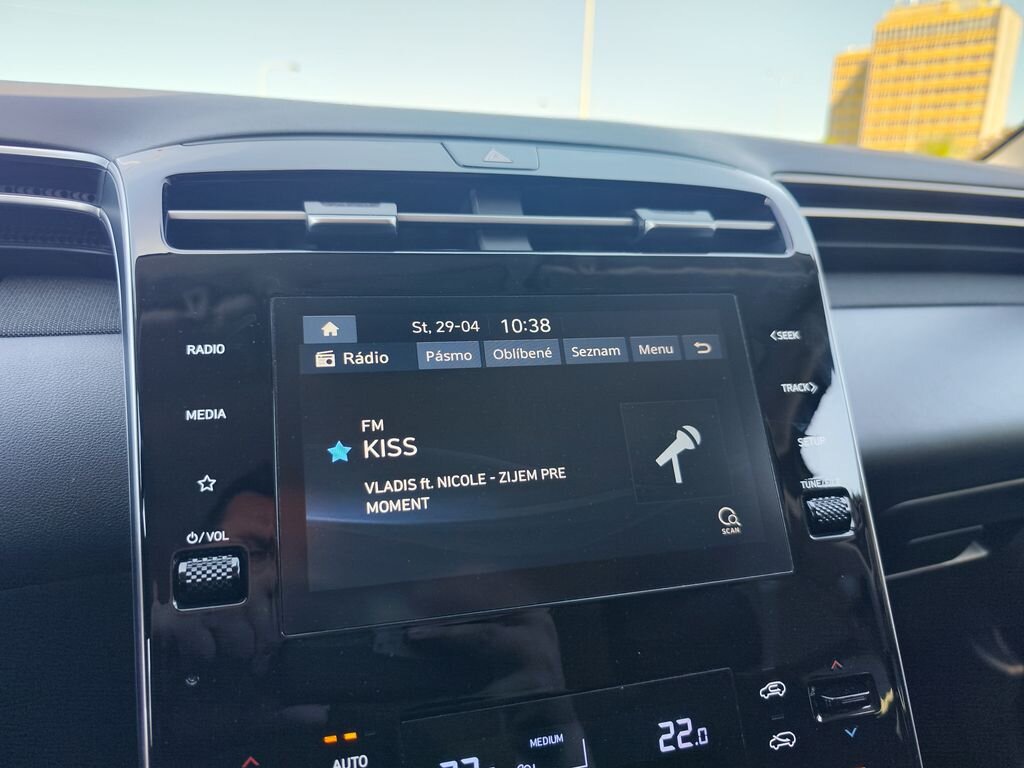 St, 29-04 10:38
Rádio Pásmo Oblíbené Seznam Menu
FM
KISS
VLADIS ft. NICOLE - ZIJEM PRE
MOMENT
SCAN
RADIO
MEDIA
/VOL
SEEK
TRACK
SETUP
MEDIUM
22.0
AUTO